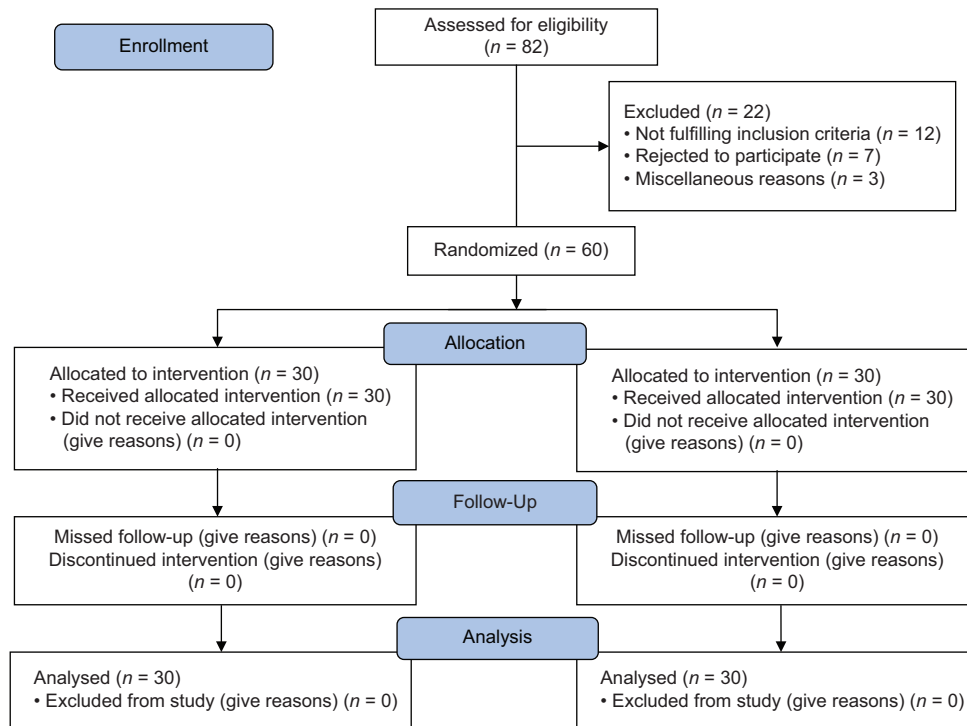 Enrollment
Assessed for eligibility
(n = 82)
Excluded (n = 22)
• Not fulfilling inclusion criteria (n = 12)
• Rejected to participate (n = 7)
• Miscellaneous reasons (n = 3)
Randomized (n = 60)
Allocation
Allocated to intervention (n = 30)
• Received allocated intervention (n = 30)
• Did not receive allocated intervention
(give reasons) (n = 0)
Allocated to intervention (n = 30)
• Received allocated intervention (n = 30)
• Did not receive allocated intervention
(give reasons) (n = 0)
Follow-Up
Missed follow-up (give reasons) (n = 0)
Discontinued intervention (give reasons)
(n = 0)
Missed follow-up (give reasons) (n = 0)
Discontinued intervention (give reasons)
(n = 0)
Analysis
Analysed (n = 30)
• Excluded from study (give reasons) (n = 0)
Analysed (n = 30)
• Excluded from study (give reasons) (n = 0)